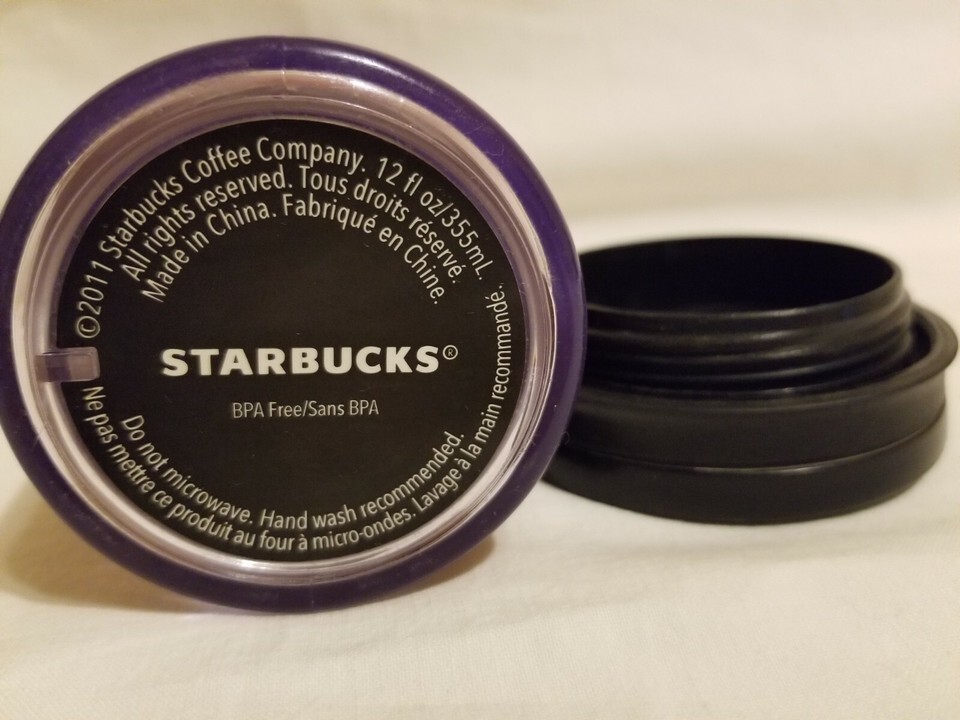 ©2011 Starbucks Coffee Company. 12 fl oz/355mL.
All rights reserved. Tous droits réservé.
Made in China. Fabriqué en Chine.
STARBUCKS®
BPA Free/Sans BPA
Do not microwave. Hand wash recommended.
Ne pas mettre ce produit au four à micro-ondes. Lavage à la main recommandé.